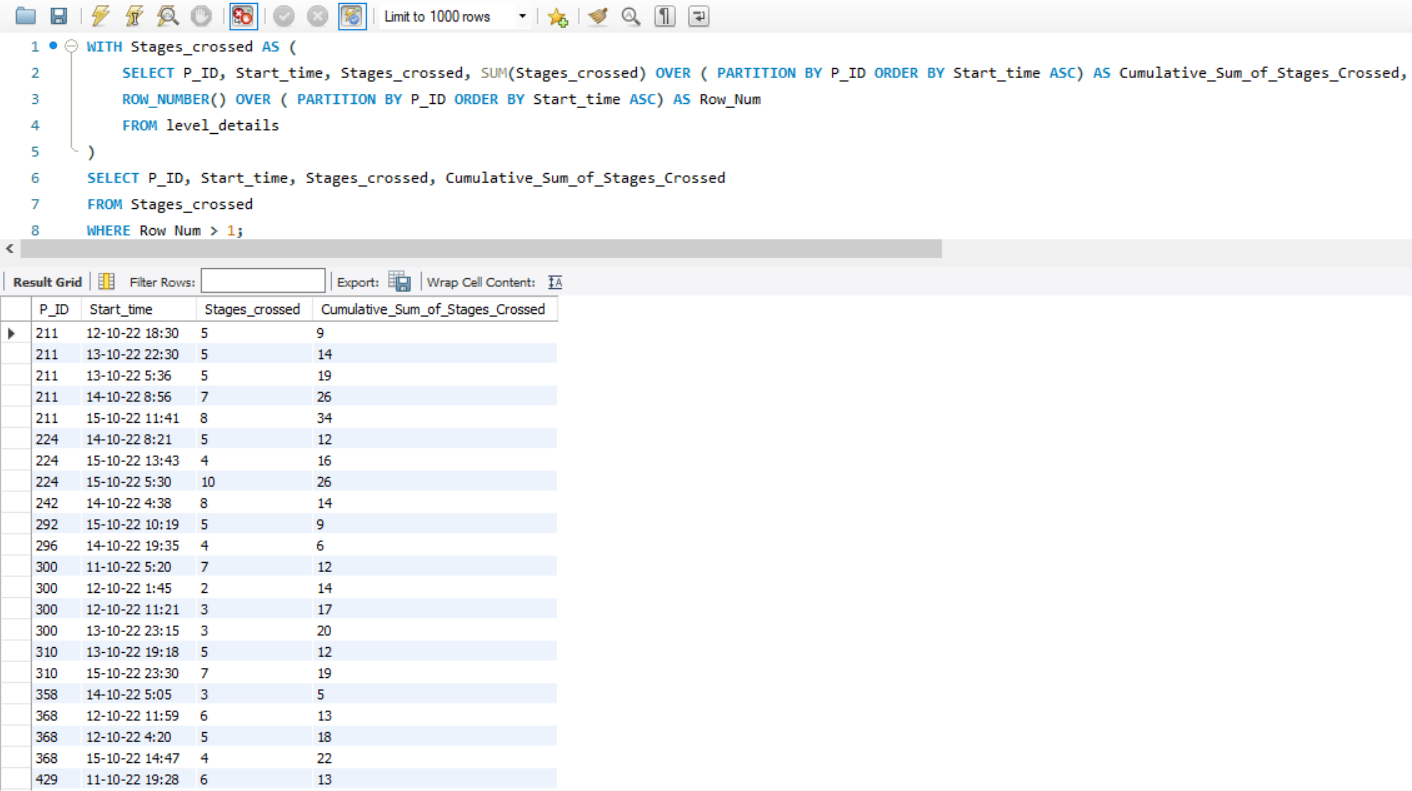 Limit to 1000 rows
1 WITH Stages_crossed AS (
2 SELECT P_ID, Start_time, Stages_crossed, SUM(Stages_crossed) OVER ( PARTITION BY P_ID ORDER BY Start_time ASC) AS Cumulative_Sum_of_Stages_Crossed,
3 ROW_NUMBER() OVER ( PARTITION BY P_ID ORDER BY Start_time ASC) AS Row_Num
4 FROM level_details
5 )
6 SELECT P_ID, Start_time, Stages_crossed, Cumulative_Sum_of_Stages_Crossed
7 FROM Stages_crossed
8 WHERE Row_Num > 1;
Result Grid Filter Rows: Export: Wrap Cell Content: IA
P_ID Start_time Stages_crossed Cumulative_Sum_of_Stages_Crossed
211 12-10-22 18:30 5 9
211 13-10-22 22:30 5 14
211 13-10-22 5:36 5 19
211 14-10-22 8:56 7 26
211 15-10-22 11:41 8 34
224 14-10-22 8:21 5 12
224 15-10-22 13:43 4 16
224 15-10-22 5:30 10 26
242 14-10-22 4:38 8 14
292 15-10-22 10:19 5 9
296 14-10-22 19:35 4 6
300 11-10-22 5:20 7 12
300 12-10-22 1:45 2 14
300 12-10-22 11:21 3 17
300 13-10-22 23:15 3 20
310 13-10-22 19:18 5 12
310 15-10-22 23:30 7 19
358 14-10-22 5:05 3 5
368 12-10-22 11:59 6 13
368 12-10-22 4:20 5 18
368 15-10-22 14:47 4 22
429 11-10-22 19:28 6 13